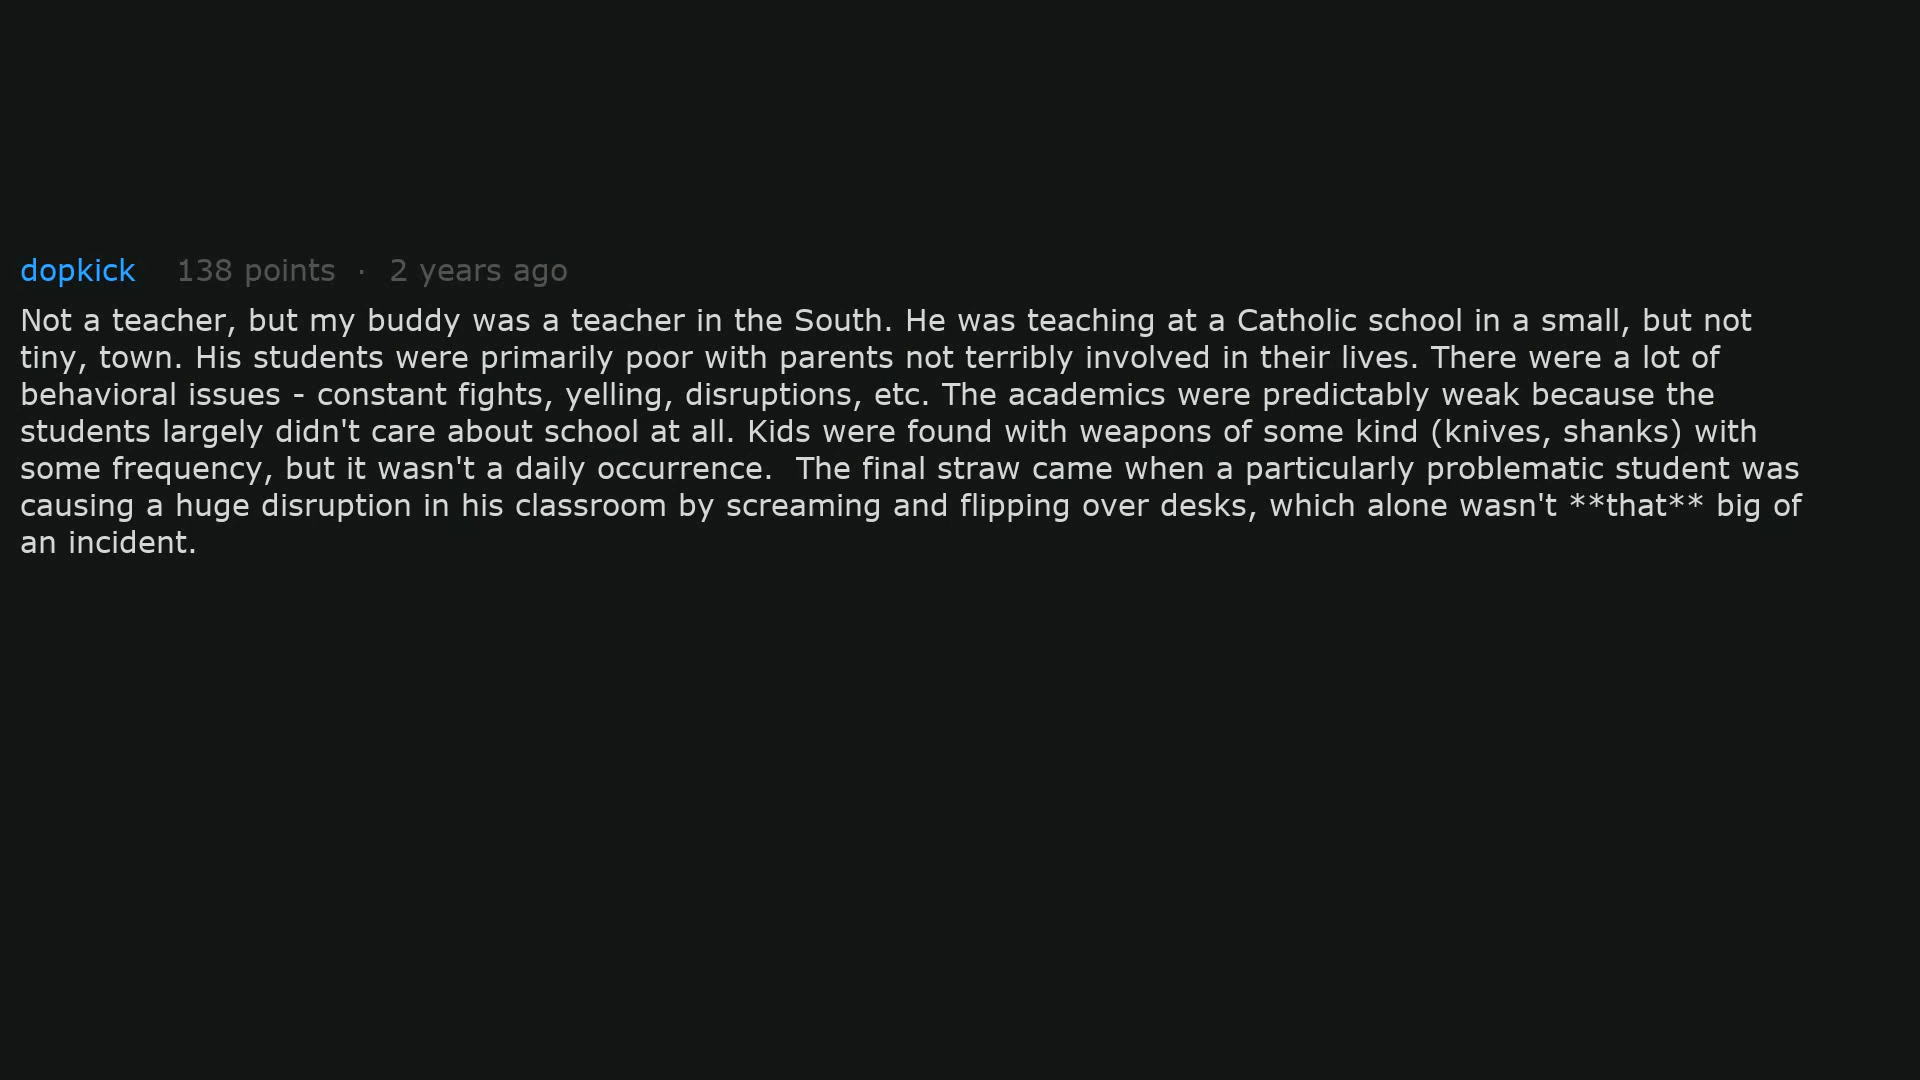 dopkick 138 points · 2 years ago
Not a teacher, but my buddy was a teacher in the South. He was teaching at a Catholic school in a small, but not
tiny, town. His students were primarily poor with parents not terribly involved in their lives. There were a lot of
behavioral issues - constant fights, yelling, disruptions, etc. The academics were predictably weak because the
students largely didn't care about school at all. Kids were found with weapons of some kind (knives, shanks) with
some frequency, but it wasn't a daily occurrence.  The final straw came when a particularly problematic student was
causing a huge disruption in his classroom by screaming and flipping over desks, which alone wasn't **that** big of
an incident.